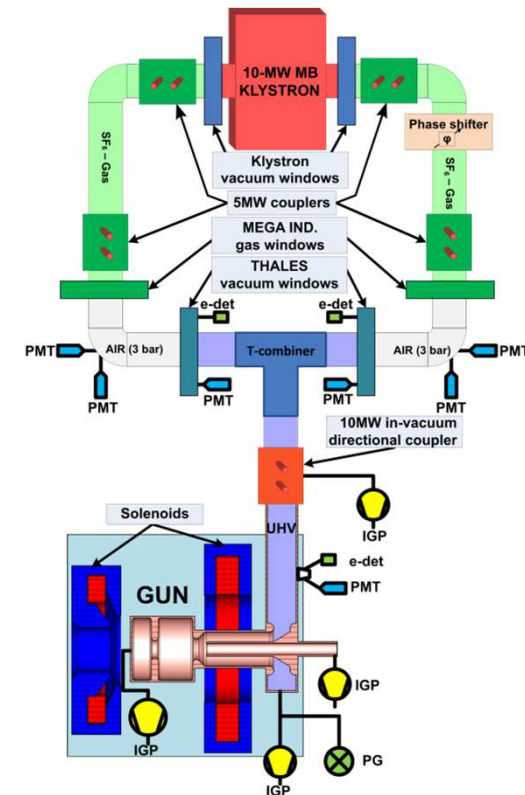 10-MW MB
KLYSTRON
Phase shifter
φ
SF₆ – Gas
SF₆ – Gas
Klystron
vacuum windows
5MW couplers
MEGA IND.
gas windows
THALES
vacuum windows
e-det
e-det
AIR (3 bar)
T-combiner
AIR (3 bar)
PMT
PMT
PMT
PMT
PMT
PMT
10MW in-vacuum
directional coupler
IGP
Solenoids
UHV
e-det
PMT
GUN
IGP
IGP
IGP
PG